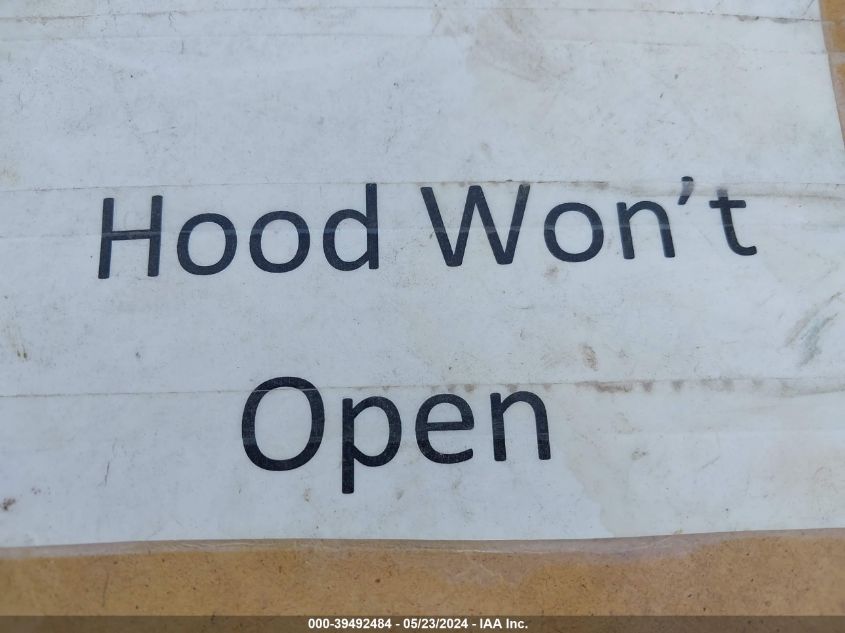 Hood Won’t
Open
000-39492484 - 05/23/2024 - IAA Inc.